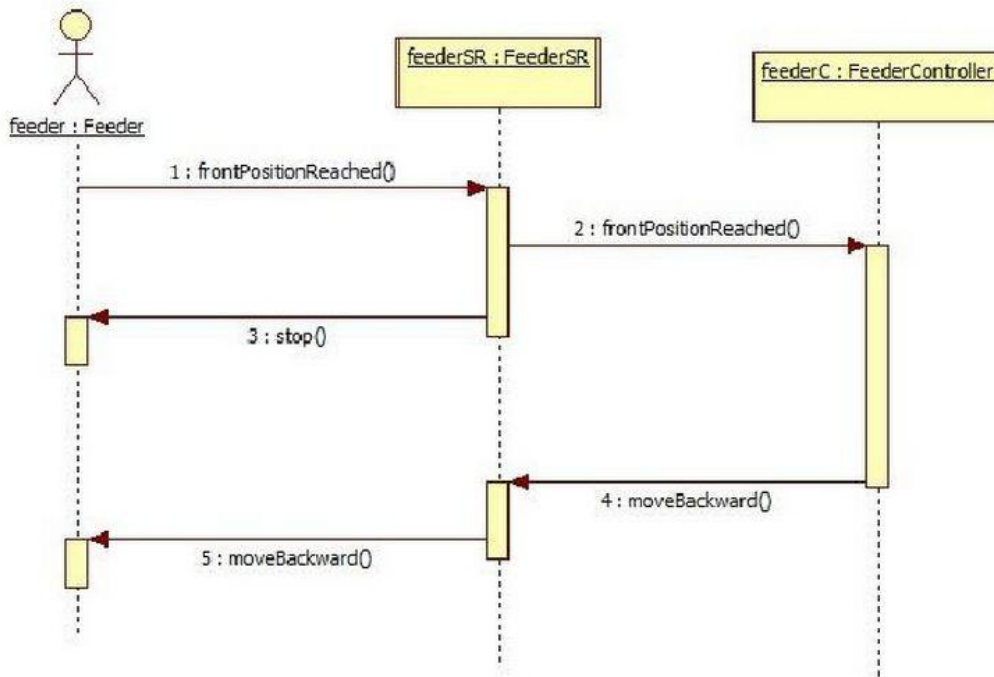 feederSR : FeederSR
feederC : FeederController
feeder : Feeder
1 : frontPositionReached()
2 : frontPositionReached()
3 : stop()
4 : moveBackward()
5 : moveBackward()